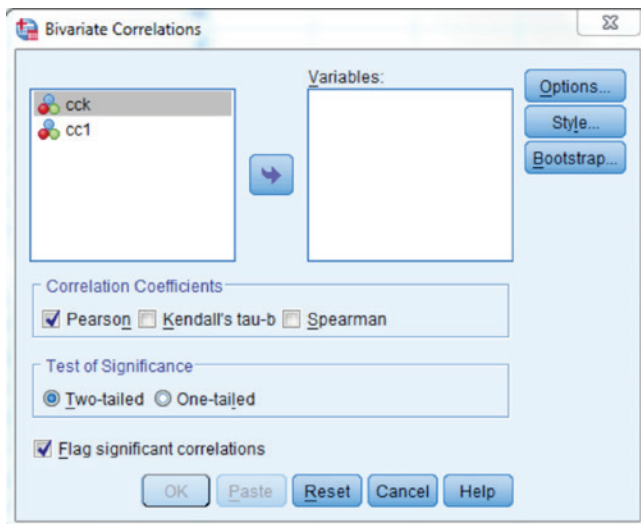 Bivariate Correlations
Variables:
cck
cc1
Options...
Style...
Bootstrap...
Correlation Coefficients
Pearson Kendall's tau-b Spearman
Test of Significance
Two-tailed One-tailed
Flag significant correlations
OK Paste Reset Cancel Help